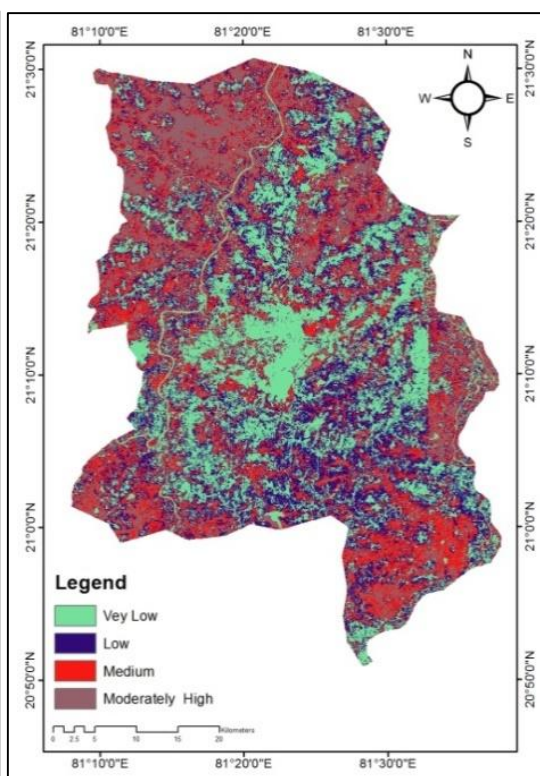 81°10'0"E 81°20'0"E 81°30'0"E
N
W E
S
21°30'0"N 21°30'0"N
21°20'0"N 21°20'0"N
21°10'0"N 21°10'0"N
21°0'0"N 21°0'0"N
20°50'0"N 20°50'0"N
Legend
Vey Low
Low
Medium
Moderately High
0 2.5 5 10 15 20
Kilometers
81°10'0"E 81°20'0"E 81°30'0"E